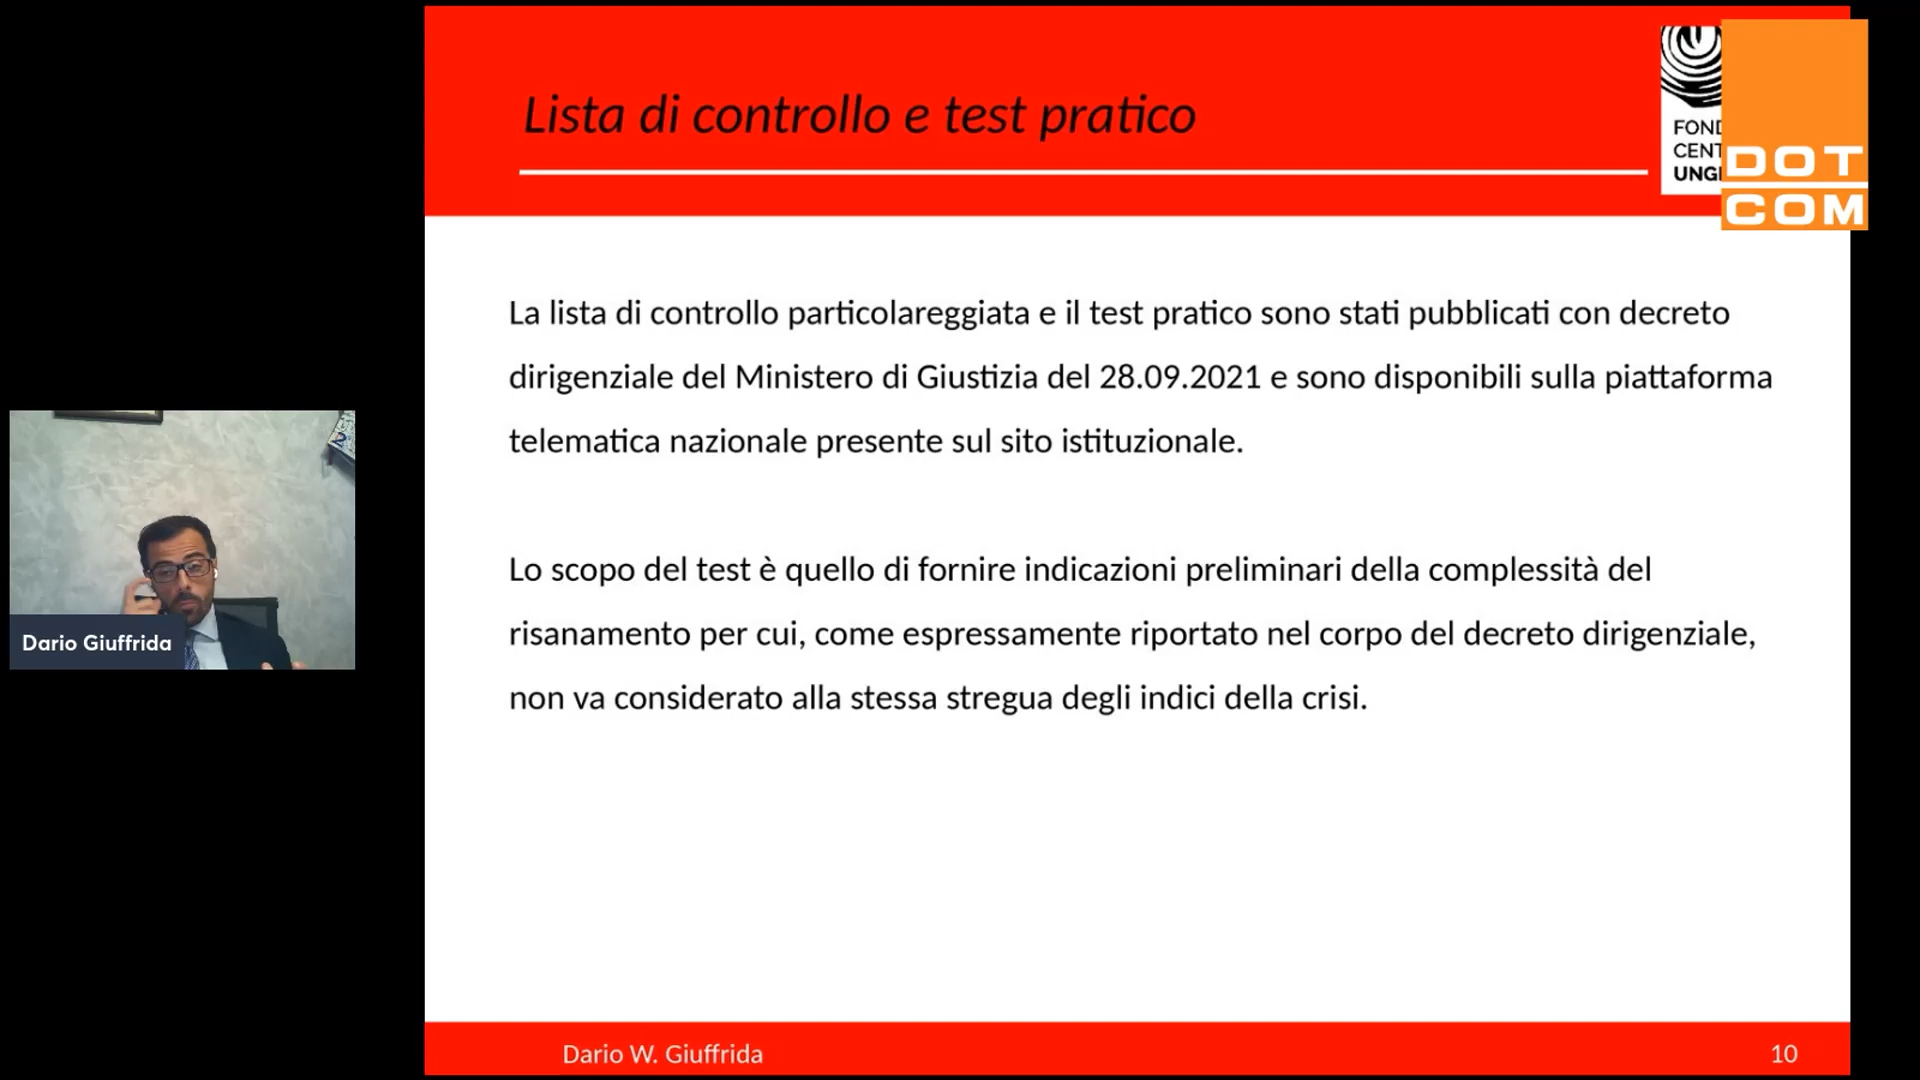 Lista di controllo e test pratico
UNG
DOT
COM
La lista di controllo particolareggiata e il test pratico sono stati pubblicati con decreto
dirigenziale del Ministero di Giustizia del 28.09.2021 e sono disponibili sulla piattaforma
telematica nazionale presente sul sito istituzionale.
Lo scopo del test è quello di fornire indicazioni preliminari della complessità del
risanamento per cui, come espressamente riportato nel corpo del decreto dirigenziale,
non va considerato alla stessa stregua degli indici della crisi.
Dario Giuffrida
Dario W. Giuffrida
10